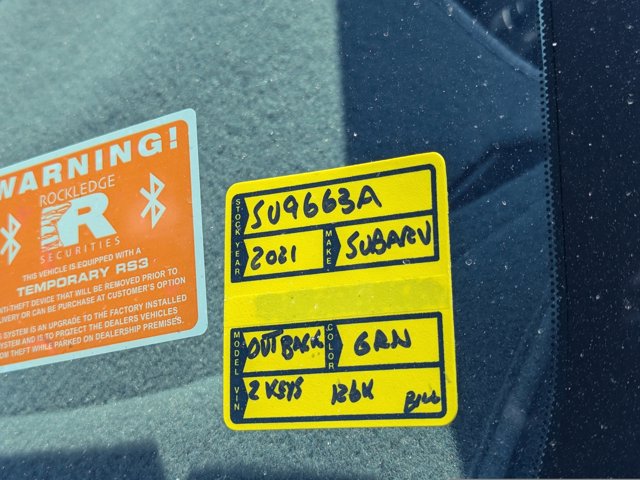 WARNING!
ROCKLEDGE
R
SECURITIES
THIS VEHICLE IS EQUIPPED WITH A
TEMPORARY RS3
ANTI-THEFT DEVICE THAT WILL BE REMOVED PRIOR TO
DELIVERY OR CAN BE PURCHASED AT CUSTOMER'S OPTION
SYSTEM IS AN UPGRADE TO THE FACTORY INSTALLED
SYSTEM AND IS TO PROTECT THE DEALERS VEHICLES
FROM THEFT WHILE PARKED ON DEALERSHIP PREMISES.
STOCK SU9663A
YEAR 2021 MAKE SUBARU
MODEL OUTBACK COLOR GRN
VIN. 2 KEYS 126K